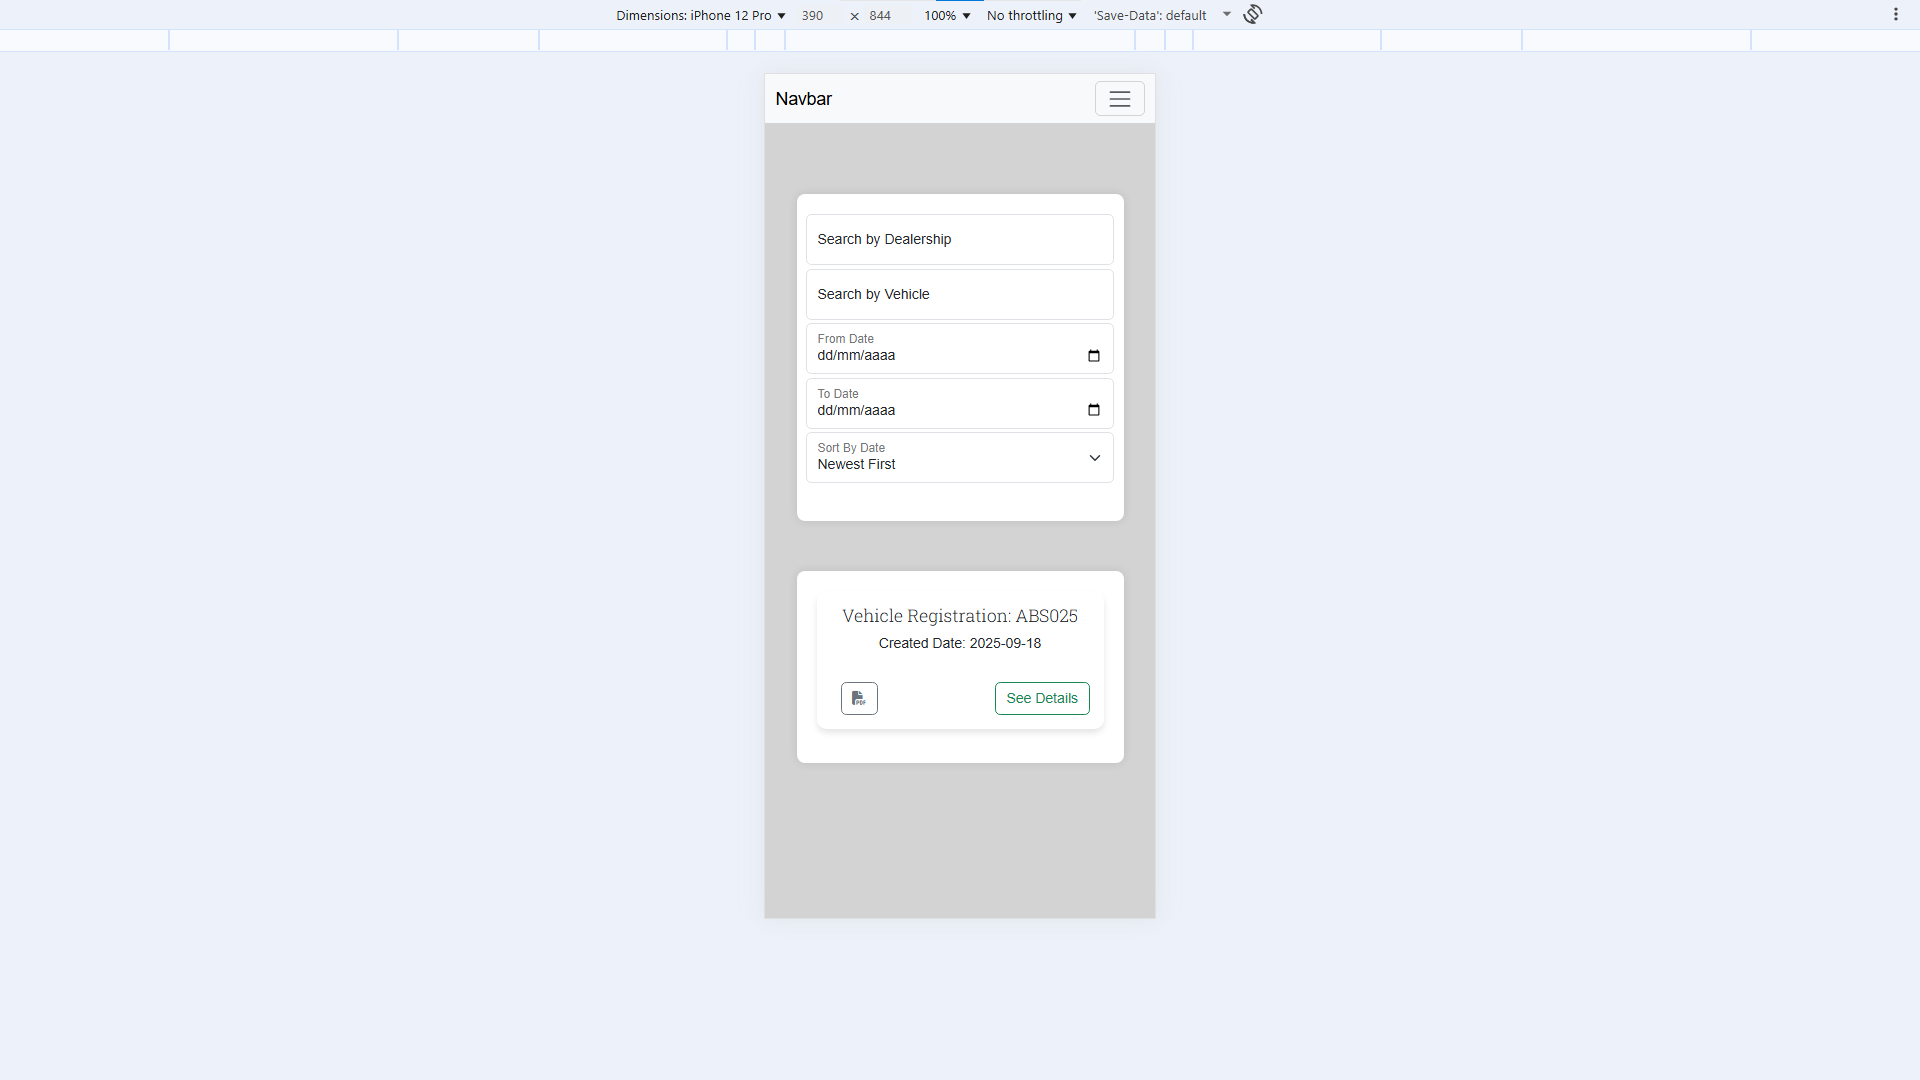 Dimensions: iPhone 12 Pro 390 × 844 100% No throttling 'Save-Data': default
Navbar
Search by Dealership
Search by Vehicle
From Date
dd/mm/aaaa
To Date
dd/mm/aaaa
Sort By Date
Newest First
Vehicle Registration: ABS025
Created Date: 2025-09-18
PDF See Details